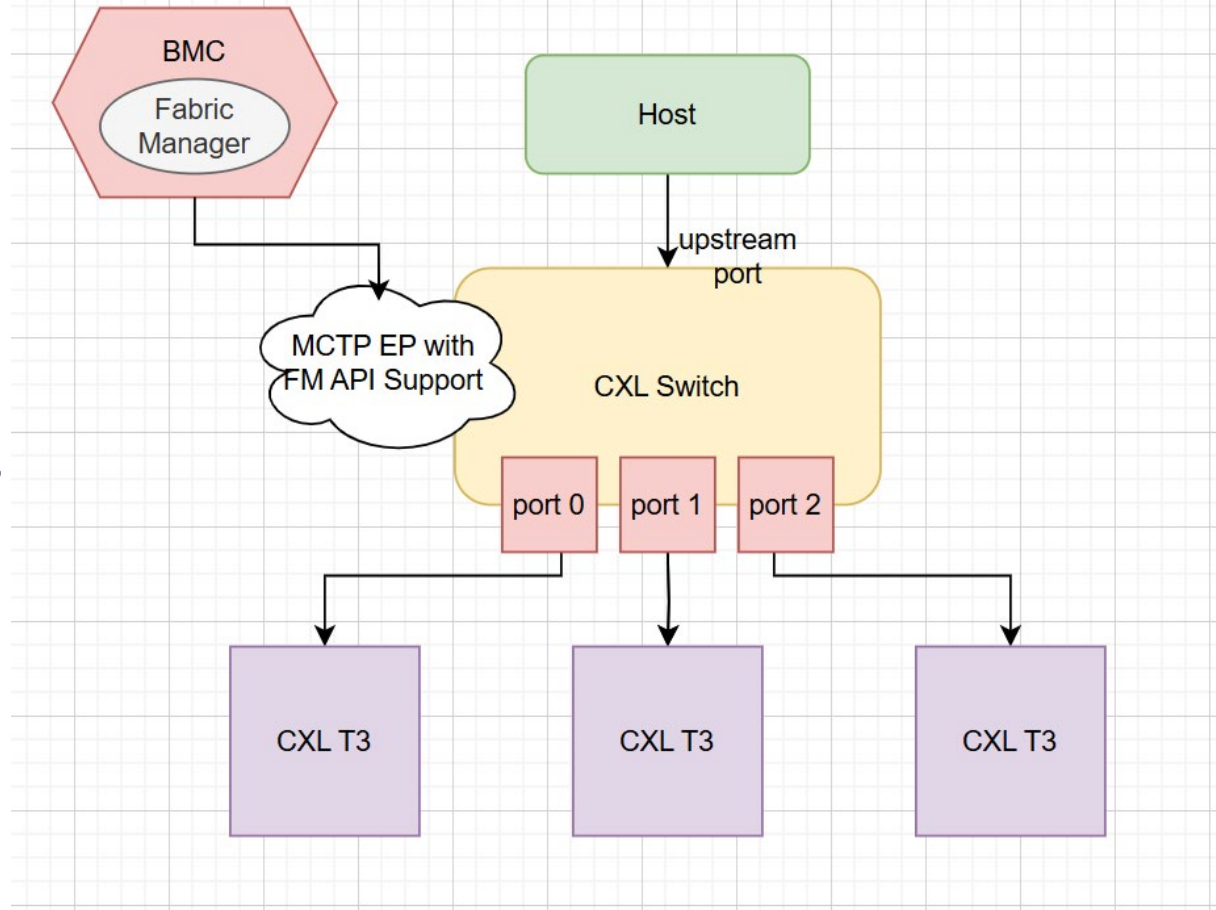 BMC
Fabric
Manager
Host
upstream
port
MCTP EP with
FM API Support
CXL Switch
port 0
port 1
port 2
CXL T3
CXL T3
CXL T3